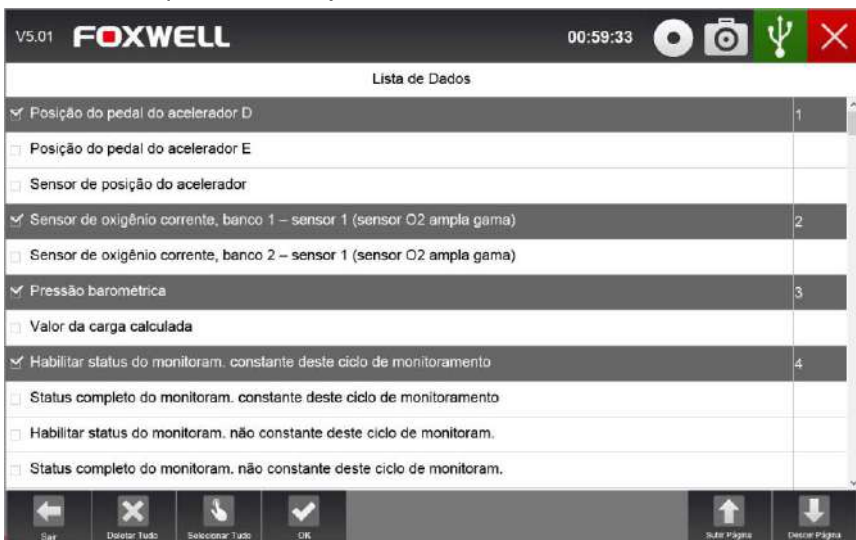 V5.01 FOXWELL 00:59:33
Lista de Dados
Posição do pedal do acelerador D 1
Posição do pedal do acelerador E
Sensor de posição do acelerador
Sensor de oxigênio corrente, banco 1 – sensor 1 (sensor O2 ampla gama) 2
Sensor de oxigênio corrente, banco 2 – sensor 1 (sensor O2 ampla gama)
Pressão barométrica 3
Valor da carga calculada
Habilitar status do monitoram. constante deste ciclo de monitoramento 4
Status completo do monitoram. constante deste ciclo de monitoramento
Habilitar status do monitoram. não constante deste ciclo de monitoram.
Status completo do monitoram. não constante deste ciclo de monitoram.
Sair Deletar Tudo Selecionar Tudo OK Subir Página Descer Página